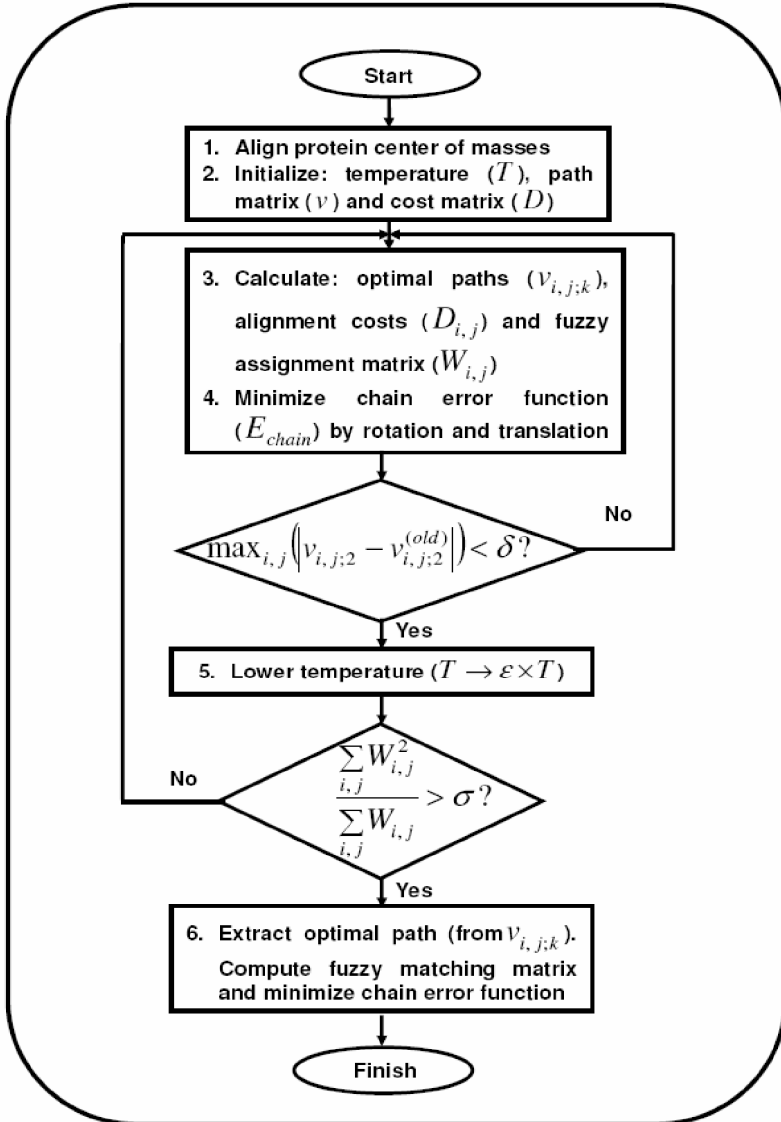 Start
1. Align protein center of masses
2. Initialize: temperature (T), path
matrix (v) and cost matrix (D)
3. Calculate: optimal paths (v_{i,j;k}),
alignment costs (D_{i,j}) and fuzzy
assignment matrix (W_{i,j})
4. Minimize chain error function
(E_{chain}) by rotation and translation
No
max_{i,j}(|v_{i,j;2} − v_{i,j;2}^{(old)}|) < δ?
Yes
5. Lower temperature (T → ε×T)
No
∑_{i,j} W_{i,j}^2
> σ?
∑_{i,j} W_{i,j}
Yes
6. Extract optimal path (from v_{i,j;k}).
Compute fuzzy matching matrix
and minimize chain error function
Finish